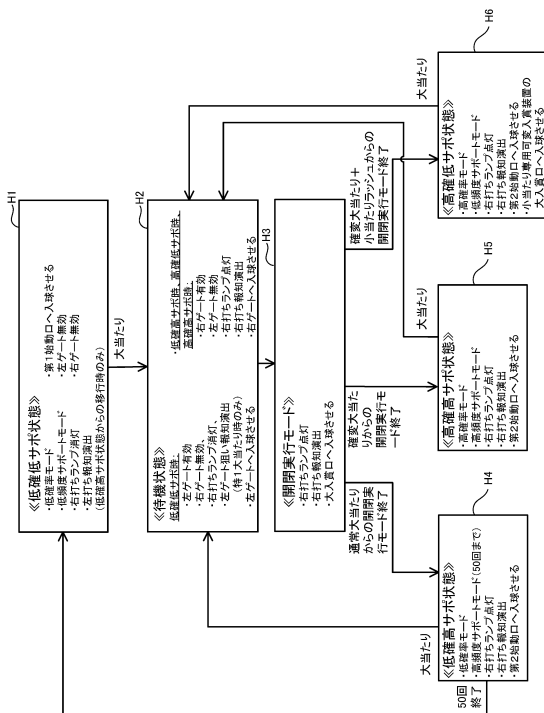 H1
≪低確低サポ状態≫
・低確率モード
・低頻度サポートモード
・右打ちランプ消灯
・左打ち報知演出
(低確高サポ状態からの移行時のみ)
・第1始動口へ入球させる
・左ゲート無効
・右ゲート無効
大当たり
H2
≪待機状態≫
低確低サポ時:
・左ゲート有効
・右ゲート無効、
・右打ちランプ消灯、
・左ゲート狙い報知演出
(特1大当たり時のみ)
・左ゲートへ入球させる
・低確高サポ時、高確低サポ時、
高確高サポ時:
・右ゲート有効
・左ゲート無効
・右打ちランプ点灯
・右打ち報知演出
・右ゲートへ入球させる
H3
≪開閉実行モード≫
・右打ちランプ点灯
・右打ち報知演出
・大入賞口へ入球させる
通常大当たり
からの開閉実
行モード終了
確変大当た
りからの
開閉実行モ
ード終了
確変大当たり＋
小当たりラッシュからの
開閉実行モード終了
大当たり
H4
≪低確高サポ状態≫
・低確率モード
・高頻度サポートモード(50回まで)
・右打ちランプ点灯
・右打ち報知演出
・第2始動口へ入球させる
50回
終了
大当たり
H5
≪高確高サポ状態≫
・高確率モード
・高頻度サポートモード
・右打ちランプ点灯
・右打ち報知演出
・第2始動口へ入球させる
大当たり
H6
≪高確低サポ状態≫
・高確率モード
・低頻度サポートモード
・右打ちランプ点灯
・右打ち報知演出
・第2始動口へ入球させる
・小当たり専用可変入賞装置の
大入賞口へ入球させる